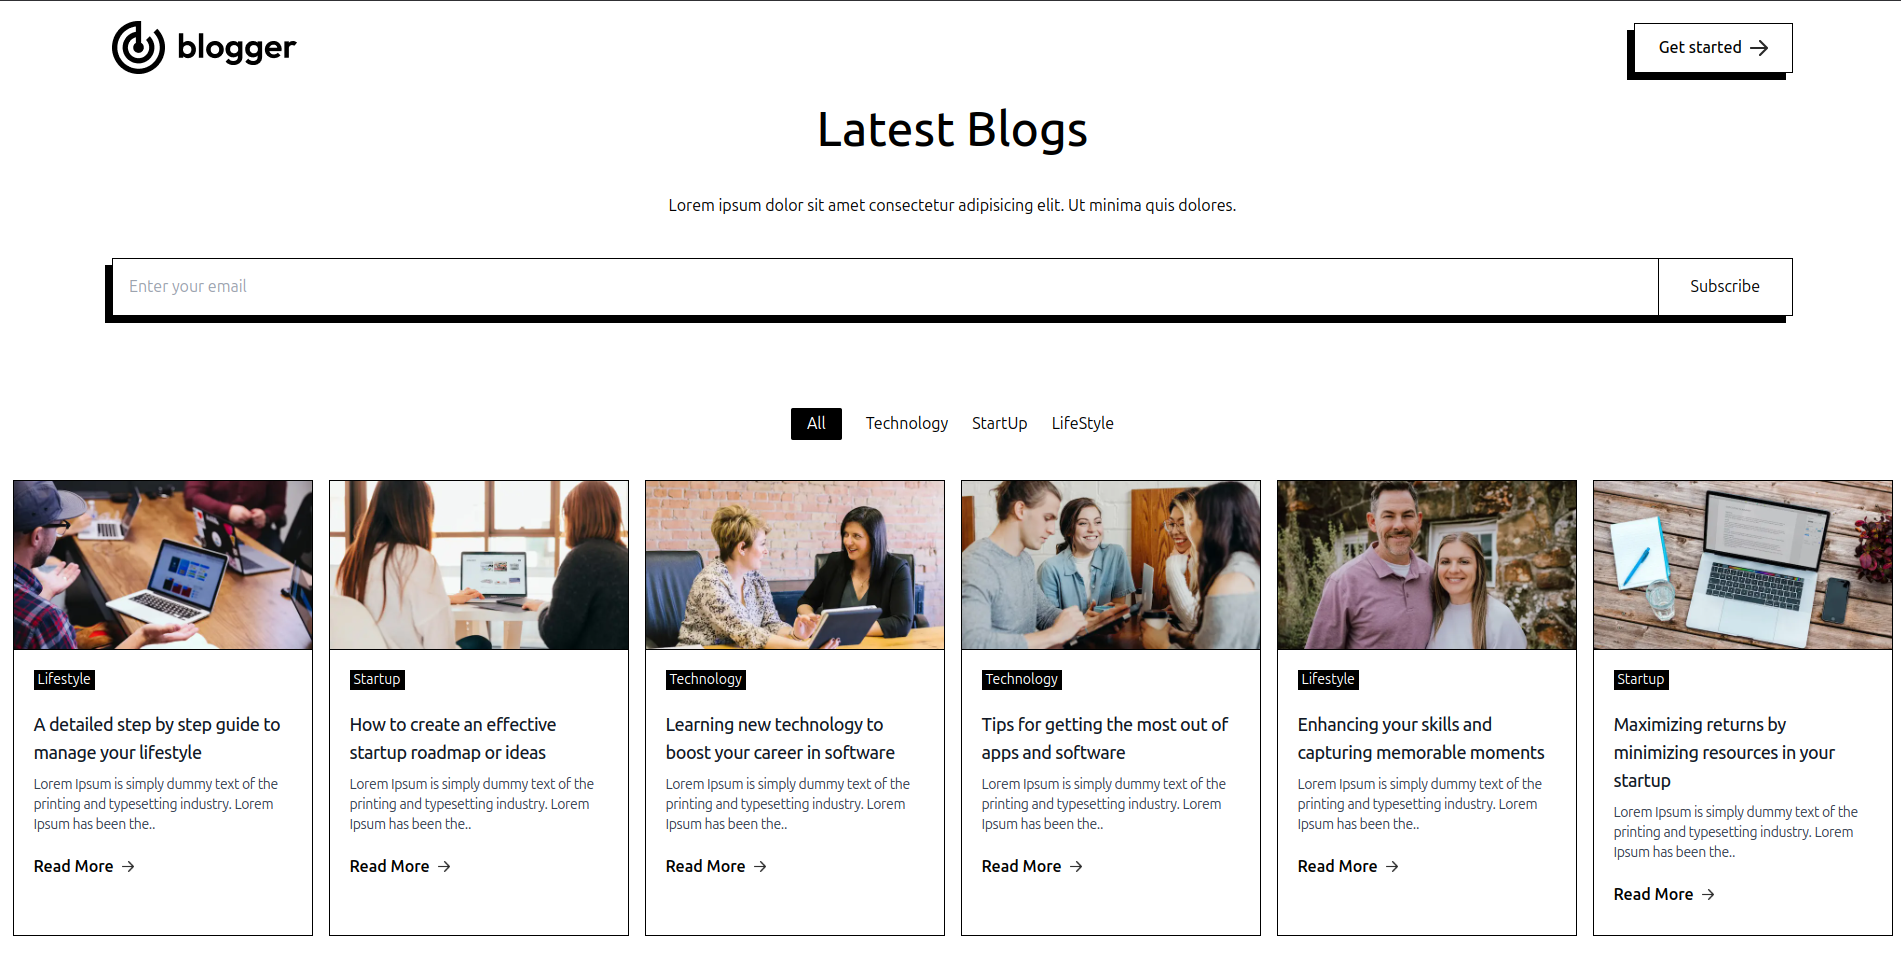 blogger
Get started
Latest Blogs
Lorem ipsum dolor sit amet consectetur adipisicing elit. Ut minima quis dolores.
Enter your email
Subscribe
All
Technology
StartUp
LifeStyle
Lifestyle
A detailed step by step guide to
manage your lifestyle
Lorem Ipsum is simply dummy text of the
printing and typesetting industry. Lorem
Ipsum has been the..
Read More
Startup
How to create an effective
startup roadmap or ideas
Lorem Ipsum is simply dummy text of the
printing and typesetting industry. Lorem
Ipsum has been the..
Read More
Technology
Learning new technology to
boost your career in software
Lorem Ipsum is simply dummy text of the
printing and typesetting industry. Lorem
Ipsum has been the..
Read More
Technology
Tips for getting the most out of
apps and software
Lorem Ipsum is simply dummy text of the
printing and typesetting industry. Lorem
Ipsum has been the..
Read More
Lifestyle
Enhancing your skills and
capturing memorable moments
Lorem Ipsum is simply dummy text of the
printing and typesetting industry. Lorem
Ipsum has been the..
Read More
Startup
Maximizing returns by
minimizing resources in your
startup
Lorem Ipsum is simply dummy text of the
printing and typesetting industry. Lorem
Ipsum has been the..
Read More